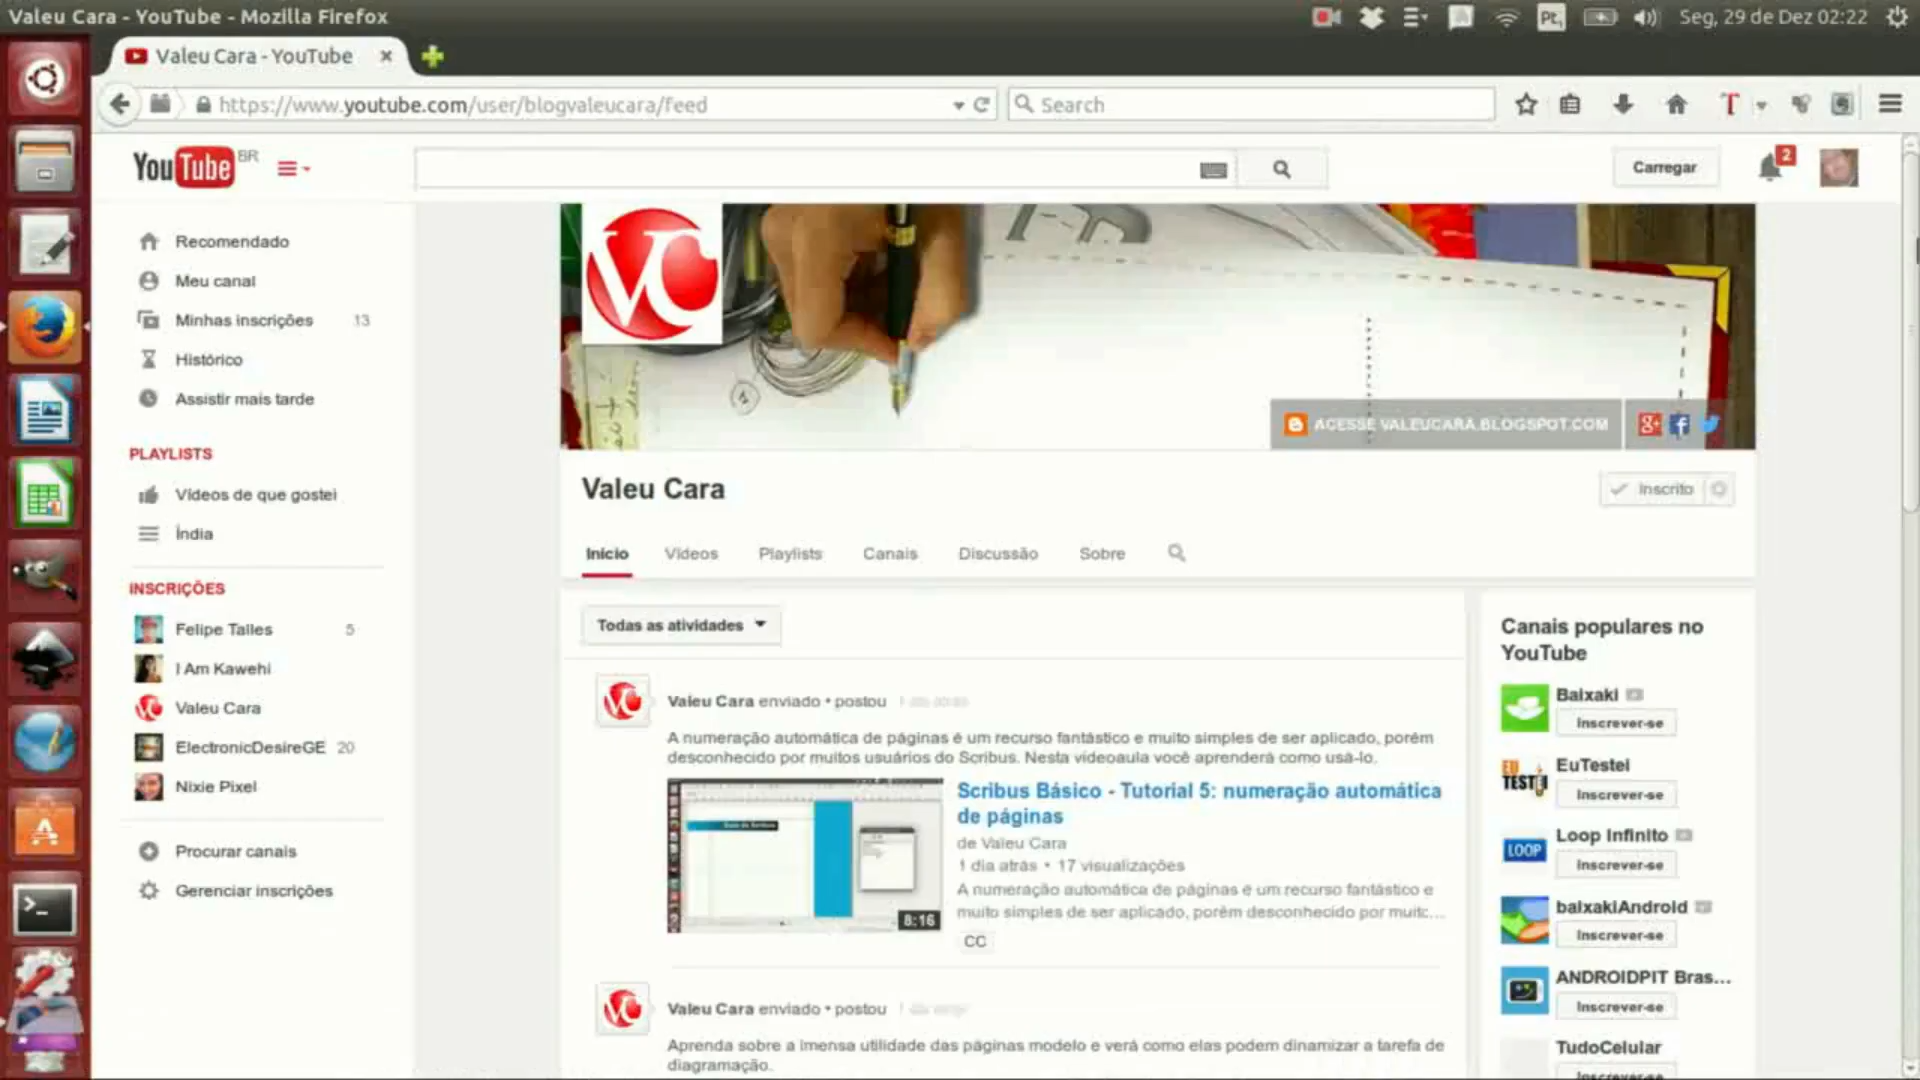 Valeu Cara - YouTube - Mozilla Firefox
Pt
Seg, 29 de Dez 02:22
Valeu Cara - YouTube
https://www.youtube.com/user/blogvaleucara/feed
Search
YouTube BR
Carregar
2
Recomendado
Meu canal
Minhas inscrições 13
Histórico
Assistir mais tarde
PLAYLISTS
Vídeos de que gostei
Índia
INSCRIÇÕES
Felipe Talles 5
I Am Kawehi
Valeu Cara
ElectronicDesireGE 20
Nixie Pixel
Procurar canais
Gerenciar inscrições
VC
ACESSE VALEUCARA.BLOGSPOT.COM
Valeu Cara
Inscrito
Início Vídeos Playlists Canais Discussão Sobre
Todas as atividades
Valeu Cara enviado • postou
A numeração automática de páginas é um recurso fantástico e muito simples de ser aplicado, porém
desconhecido por muitos usuários do Scribus. Nesta videoaula você aprenderá como usá-lo.
8:16
Scribus Básico - Tutorial 5: numeração automática
de páginas
de Valeu Cara
1 dia atrás • 17 visualizações
A numeração automática de páginas é um recurso fantástico e
muito simples de ser aplicado, porém desconhecido por muitc...
CC
Valeu Cara enviado • postou
Aprenda sobre a imensa utilidade das páginas modelo e verá como elas podem dinamizar a tarefa de
diagramação.
Canais populares no
YouTube
Baixaki
Inscrever-se
EuTestei
EU TESTEI
Inscrever-se
Loop Infinito
LOOP
Inscrever-se
baixakiAndroid
Inscrever-se
ANDROIDPIT Bras...
Inscrever-se
TudoCelular
Inscrever-se